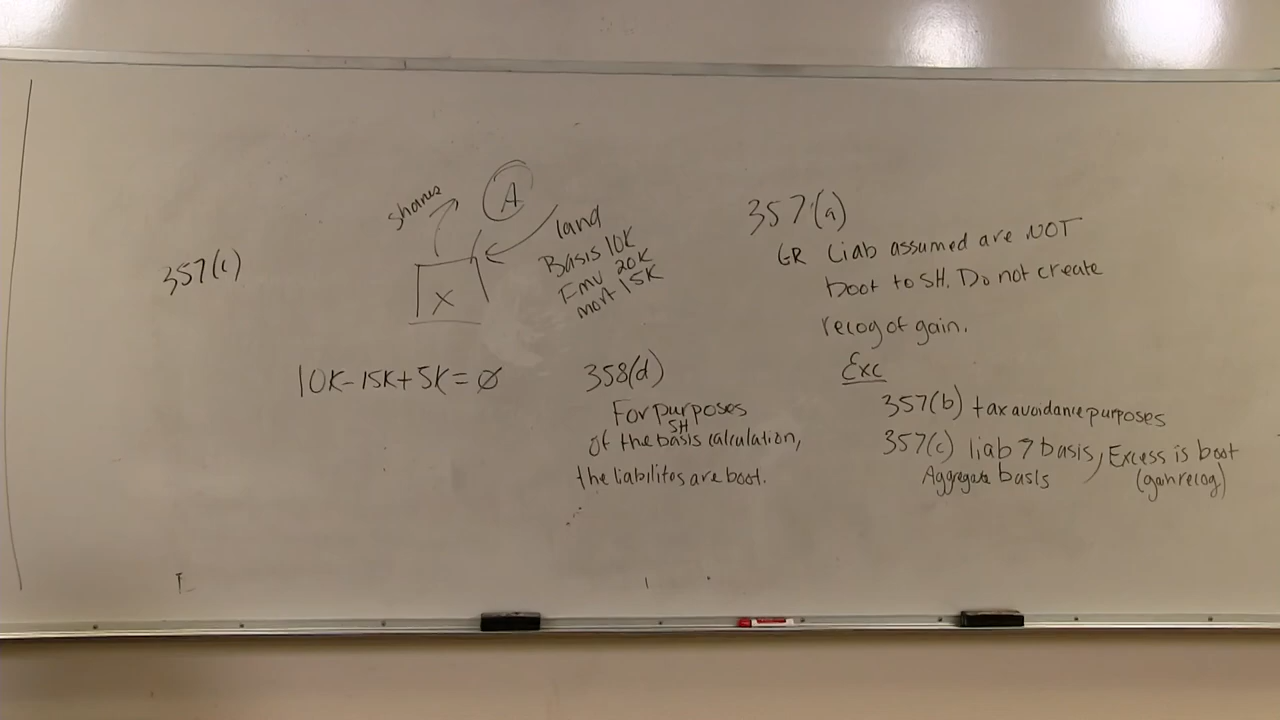 357(c)
shares
A
X
land
Basis 10K
Fmv 20K
mort 15K
10K-15K+5K=∅
358(d)
For purposes
SH
of the basis calculation,
the liabilites are boot.
357(a)
GR Liab assumed are NOT
boot to SH. Do not create
recog of gain.
Exc
357(b) tax avoidance purposes
357(c) liab > basis, Excess is boot
Aggregate basis (gain recog)